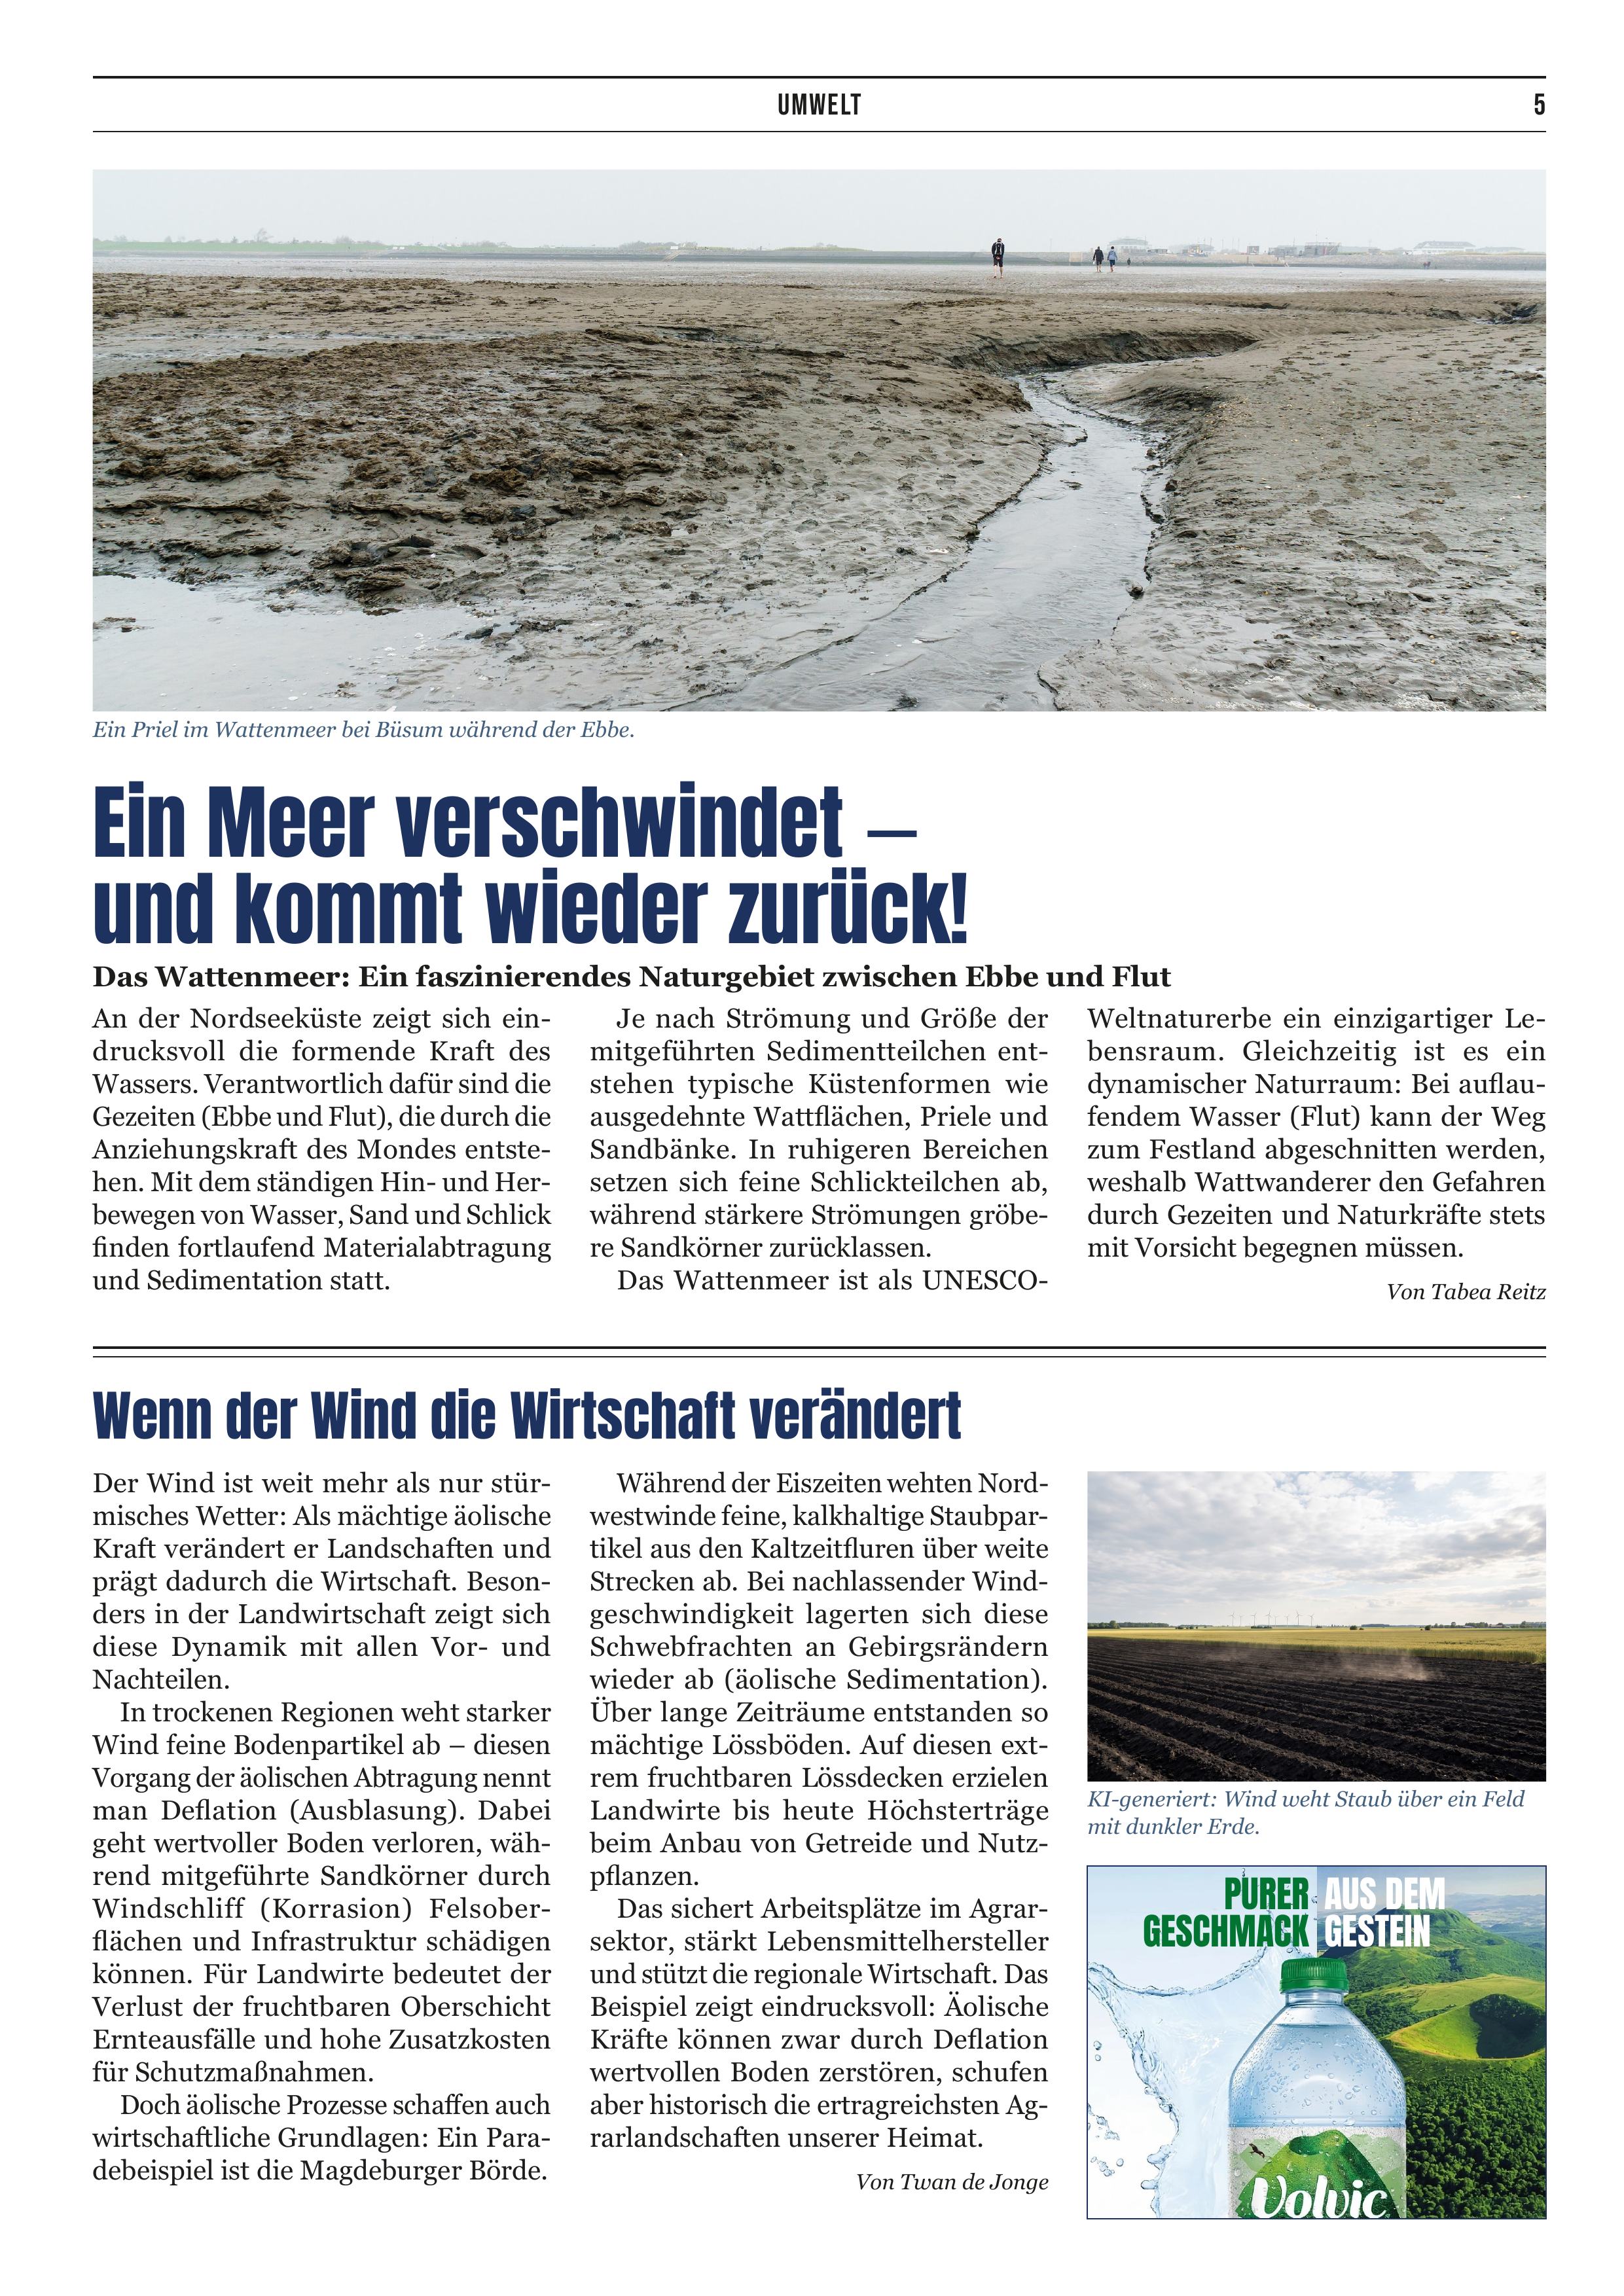 UMWELT
5
Ein Priel im Wattenmeer bei Büsum während der Ebbe.
Ein Meer verschwindet —
und kommt wieder zurück!
Das Wattenmeer: Ein faszinierendes Naturgebiet zwischen Ebbe und Flut
An der Nordseeküste zeigt sich ein-
drucksvoll die formende Kraft des
Wassers. Verantwortlich dafür sind die
Gezeiten (Ebbe und Flut), die durch die
Anziehungskraft des Mondes entste-
hen. Mit dem ständigen Hin- und Her-
bewegen von Wasser, Sand und Schlick
finden fortlaufend Materialabtragung
und Sedimentation statt.
Je nach Strömung und Größe der
mitgeführten Sedimentteilchen ent-
stehen typische Küstenformen wie
ausgedehnte Wattflächen, Priele und
Sandbänke. In ruhigeren Bereichen
setzen sich feine Schlickteilchen ab,
während stärkere Strömungen gröbe-
re Sandkörner zurücklassen.
Das Wattenmeer ist als UNESCO-
Weltnaturerbe ein einzigartiger Le-
bensraum. Gleichzeitig ist es ein
dynamischer Naturraum: Bei auflau-
fendem Wasser (Flut) kann der Weg
zum Festland abgeschnitten werden,
weshalb Wattwanderer den Gefahren
durch Gezeiten und Naturkräfte stets
mit Vorsicht begegnen müssen.
Von Tabea Reitz
Wenn der Wind die Wirtschaft verändert
Der Wind ist weit mehr als nur stür-
misches Wetter: Als mächtige äolische
Kraft verändert er Landschaften und
prägt dadurch die Wirtschaft. Beson-
ders in der Landwirtschaft zeigt sich
diese Dynamik mit allen Vor- und
Nachteilen.
In trockenen Regionen weht starker
Wind feine Bodenpartikel ab – diesen
Vorgang der äolischen Abtragung nennt
man Deflation (Ausblasung). Dabei
geht wertvoller Boden verloren, wäh-
rend mitgeführte Sandkörner durch
Windschliff (Korrasion) Felsober-
flächen und Infrastruktur schädigen
können. Für Landwirte bedeutet der
Verlust der fruchtbaren Oberschicht
Ernteausfälle und hohe Zusatzkosten
für Schutzmaßnahmen.
Doch äolische Prozesse schaffen auch
wirtschaftliche Grundlagen: Ein Para-
debeispiel ist die Magdeburger Börde.
Während der Eiszeiten wehten Nord-
westwinde feine, kalkhaltige Staubpar-
tikel aus den Kaltzeitfluren über weite
Strecken ab. Bei nachlassender Wind-
geschwindigkeit lagerten sich diese
Schwebfrachten an Gebirgsrändern
wieder ab (äolische Sedimentation).
Über lange Zeiträume entstanden so
mächtige Lössböden. Auf diesen ext-
rem fruchtbaren Lössdecken erzielen
Landwirte bis heute Höchsterträge
beim Anbau von Getreide und Nutz-
pflanzen.
Das sichert Arbeitsplätze im Agrar-
sektor, stärkt Lebensmittelhersteller
und stützt die regionale Wirtschaft. Das
Beispiel zeigt eindrucksvoll: Äolische
Kräfte können zwar durch Deflation
wertvollen Boden zerstören, schufen
aber historisch die ertragreichsten Ag-
rarlandschaften unserer Heimat.
Von Twan de Jonge
KI-generiert: Wind weht Staub über ein Feld
mit dunkler Erde.
PURER AUS DEM
GESCHMACK GESTEIN
Volvic